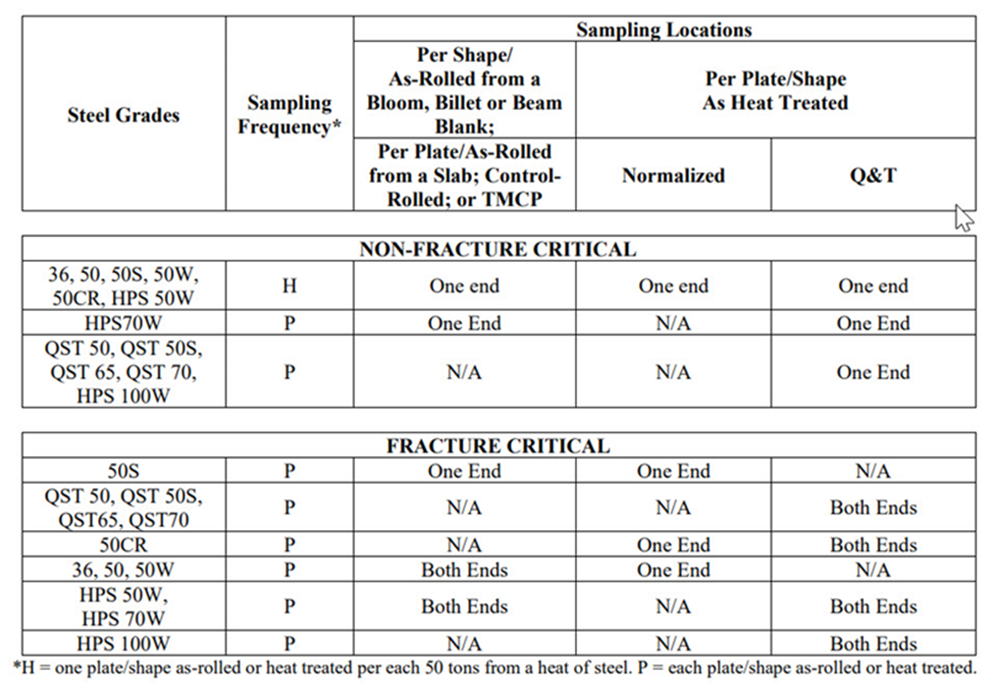 Steel Grades
Sampling
Frequency*
Sampling Locations
Per Shape/
As-Rolled from a
Bloom, Billet or Beam
Blank;
Per Plate/Shape
As Heat Treated
Per Plate/As-Rolled
from a Slab; Control-
Rolled; or TMCP
Normalized
Q&T
NON-FRACTURE CRITICAL
36, 50, 50S, 50W,
50CR, HPS 50W
H
One end
One end
One end
HPS70W
P
One End
N/A
One End
QST 50, QST 50S,
QST 65, QST 70,
HPS 100W
P
N/A
N/A
One End
FRACTURE CRITICAL
50S
P
One End
One End
N/A
QST 50, QST 50S,
QST65, QST70
P
N/A
N/A
Both Ends
50CR
P
N/A
One End
Both Ends
36, 50, 50W
P
Both Ends
One End
N/A
HPS 50W,
HPS 70W
P
Both Ends
N/A
Both Ends
HPS 100W
P
N/A
N/A
Both Ends
*H = one plate/shape as-rolled or heat treated per each 50 tons from a heat of steel. P = each plate/shape as-rolled or heat treated.